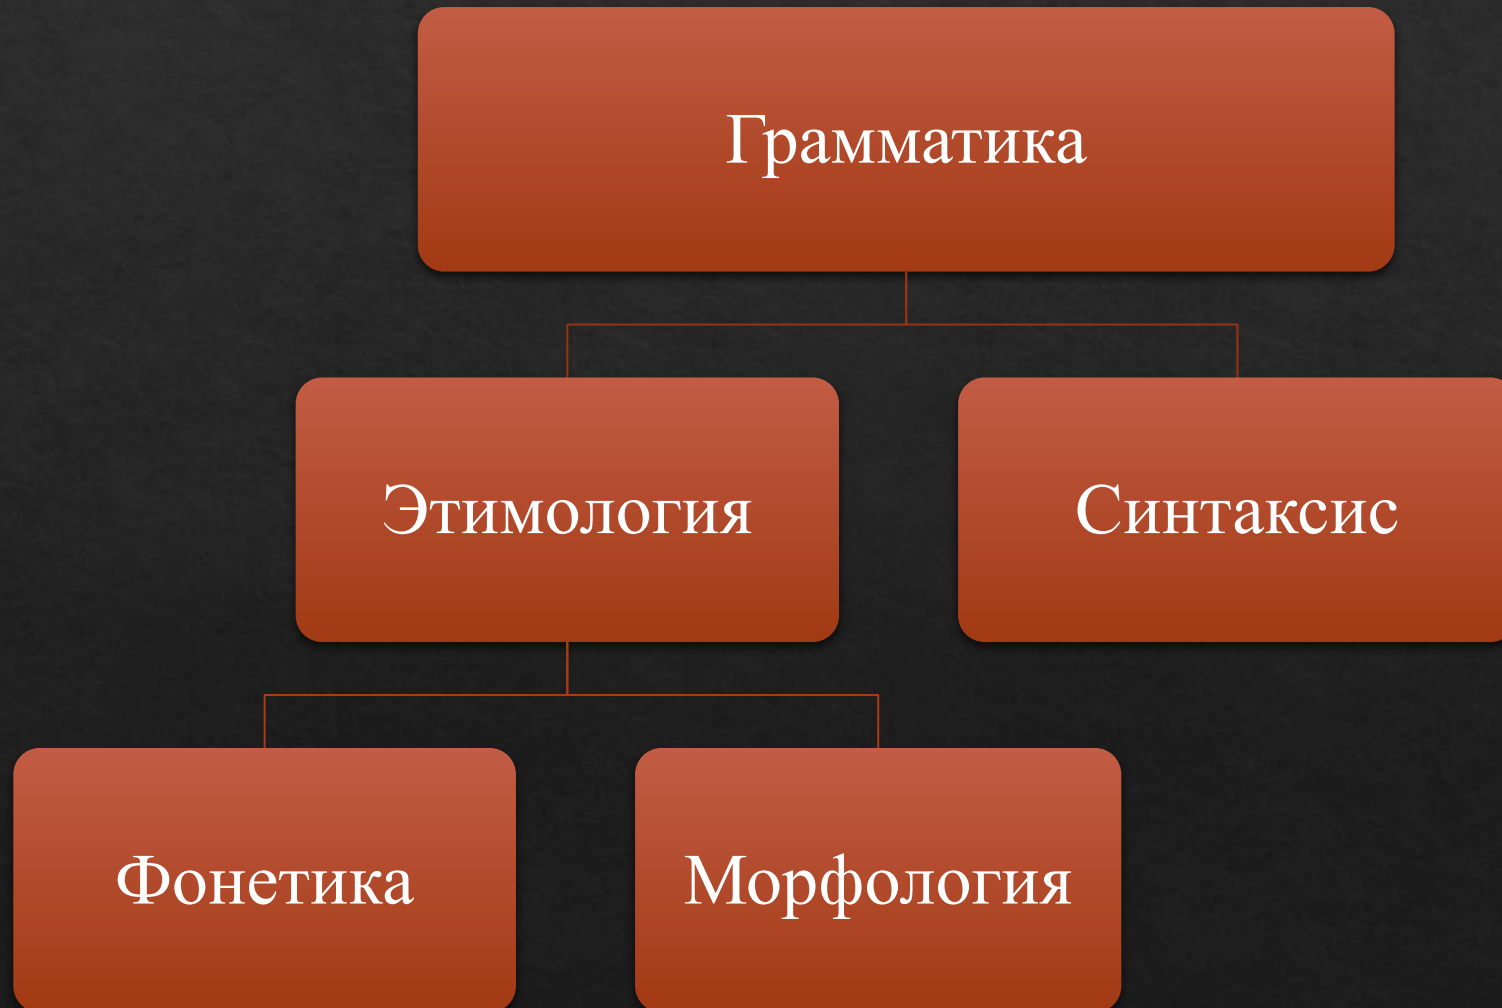 Грамматика
Этимология
Синтаксис
Фонетика
Морфология